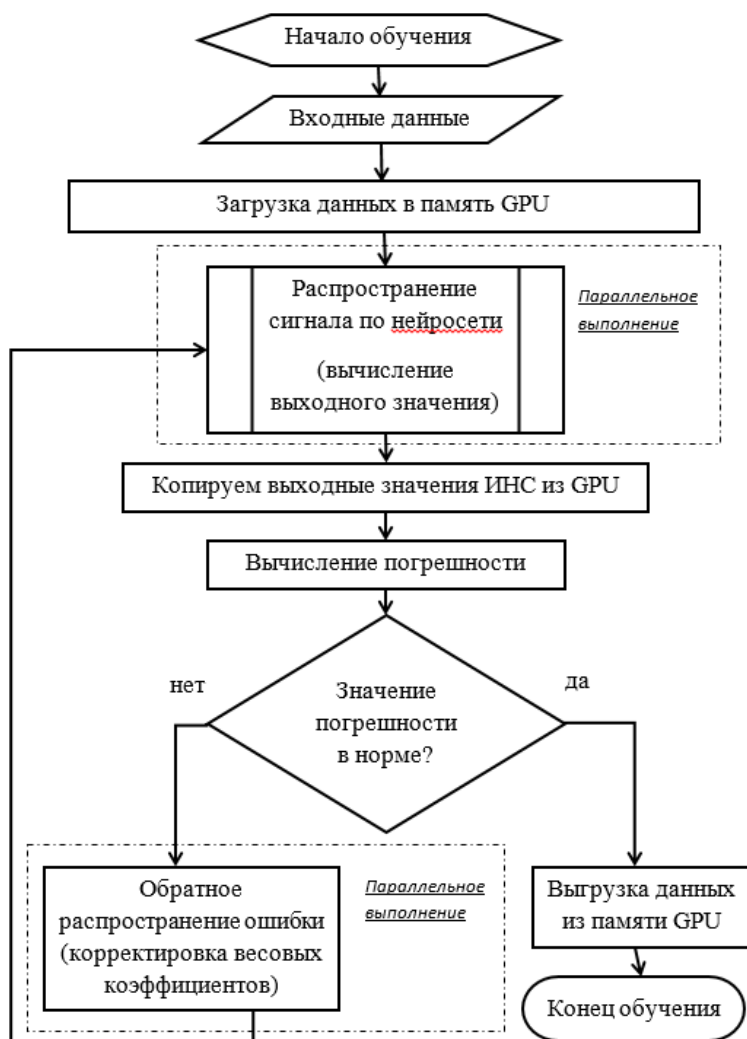 Начало обучения
Входные данные
Загрузка данных в память GPU
Распространение
сигнала по нейросети
(вычисление
выходного значения)
Параллельное
выполнение
Копируем выходные значения ИНС из GPU
Вычисление погрешности
нет
Значение
погрешности
в норме?
да
Обратное
распространение ошибки
(корректировка весовых
коэффициентов)
Параллельное
выполнение
Выгрузка данных
из памяти GPU
Конец обучения